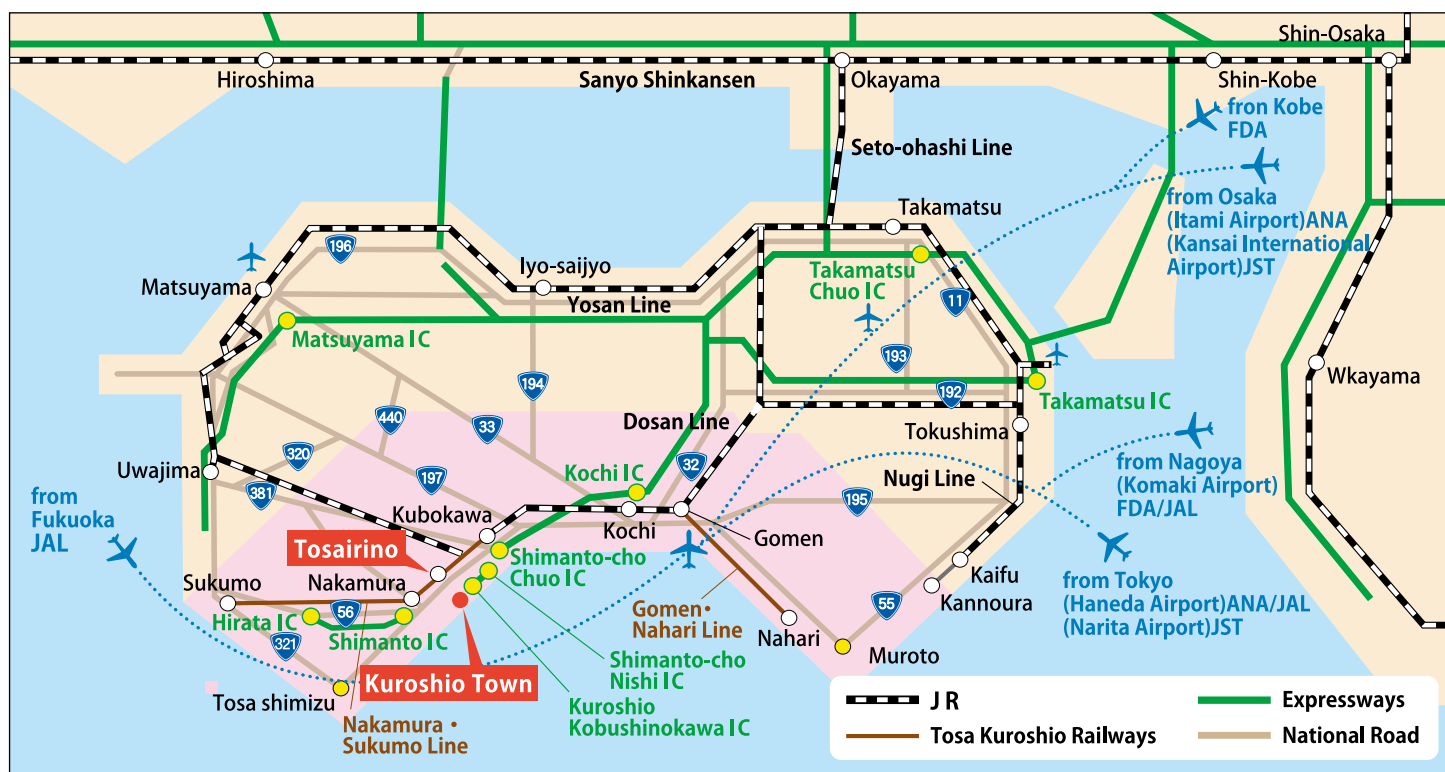 Shin-Osaka
Hiroshima
Sanyo Shinkansen
Okayama
Shin-Kobe
fron Kobe
FDA
Seto-ohashi Line
from Osaka
(Itami Airport)ANA
(Kansai International
Airport)JST
Takamatsu
196
Matsuyama
Iyo-saijyo
Yosan Line
Takamatsu
Chuo IC
11
Matsuyama IC
193
Wkayama
194
192
Takamatsu IC
440
33
Dosan Line
Tokushima
320
Uwajima
381
197
Kochi IC
32
Nugi Line
195
from Nagoya
(Komaki Airport)
FDA/JAL
from
Fukuoka
JAL
Kubokawa
Kochi
Gomen
Tosairino
Shimanto-cho
Chuo IC
Sukumo
Nakamura
Kaifu
Kannoura
from Tokyo
(Haneda Airport)ANA/JAL
(Narita Airport)JST
56
Hirata IC
Shimanto IC
321
Gomen・
Nahari Line
Nahari
55
Muroto
Kuroshio Town
Shimanto-cho
Nishi IC
Tosa shimizu
Kuroshio
Kobushinokawa IC
Nakamura・
Sukumo Line
JR
Expressways
Tosa Kuroshio Railways
National Road